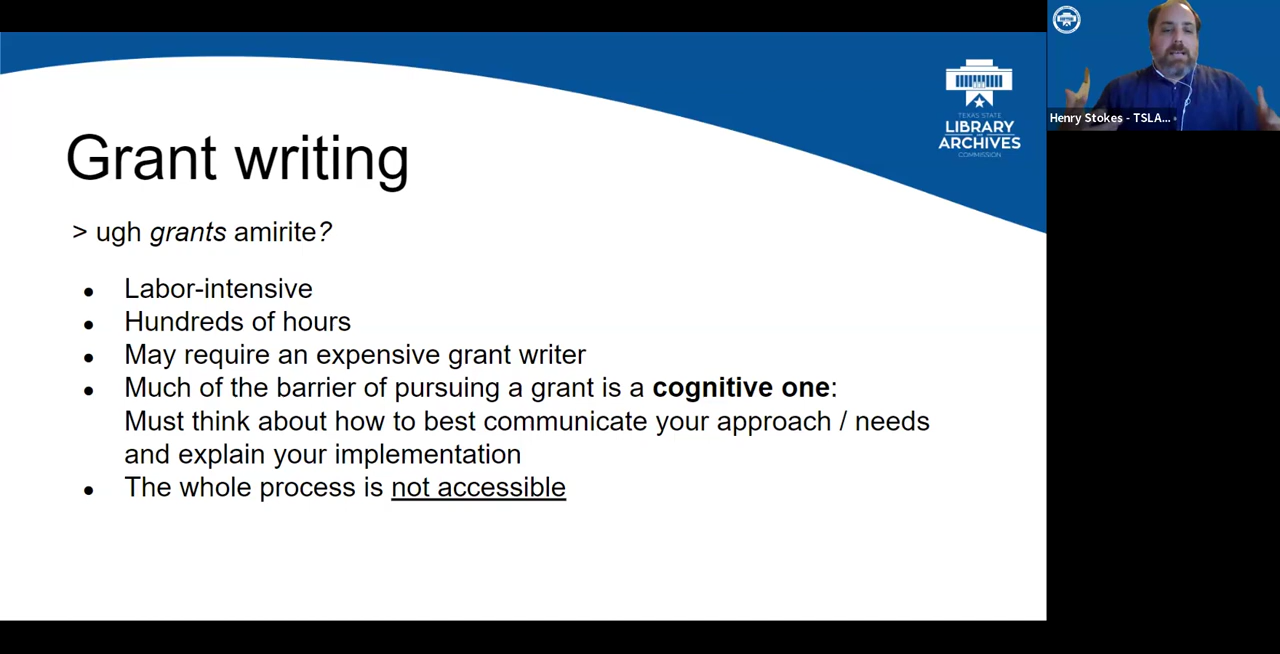 Grant writing
> ugh grants amirite?
● Labor-intensive
● Hundreds of hours
● May require an expensive grant writer
● Much of the barrier of pursuing a grant is a cognitive one:
Must think about how to best communicate your approach / needs
and explain your implementation
● The whole process is not accessible
TEXAS STATE
LIBRARY
AND
ARCHIVES
COMMISSION
Henry Stokes - TSLA...